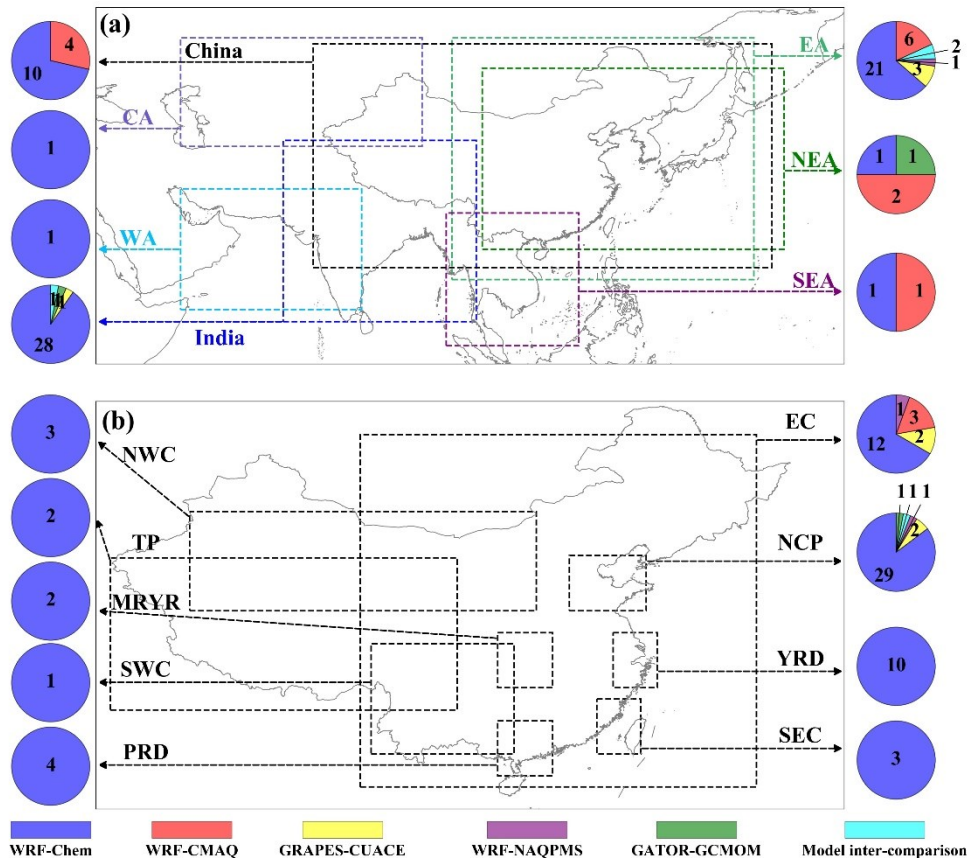 (a)
China
EA
CA
NEA
WA
SEA
India
4
10
1
1
1
28
6
2
1
21
3
1
1
2
1
1
(b)
EC
NWC
TP
NCP
MRYR
YRD
SWC
SEC
PRD
3
2
2
1
4
1
3
12
2
1 1 1
2
29
10
3
WRF-Chem
WRF-CMAQ
GRAPES-CUACE
WRF-NAQPMS
GATOR-GCMOM
Model inter-comparison